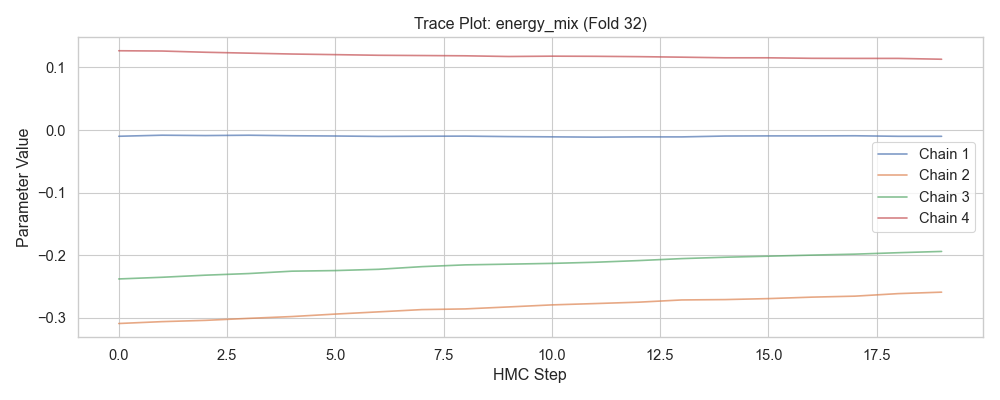 Trace Plot: energy_mix (Fold 32)
Parameter Value
0.1
0.0
−0.1
−0.2
−0.3
Chain 1
Chain 2
Chain 3
Chain 4
0.0 2.5 5.0 7.5 10.0 12.5 15.0 17.5
HMC Step